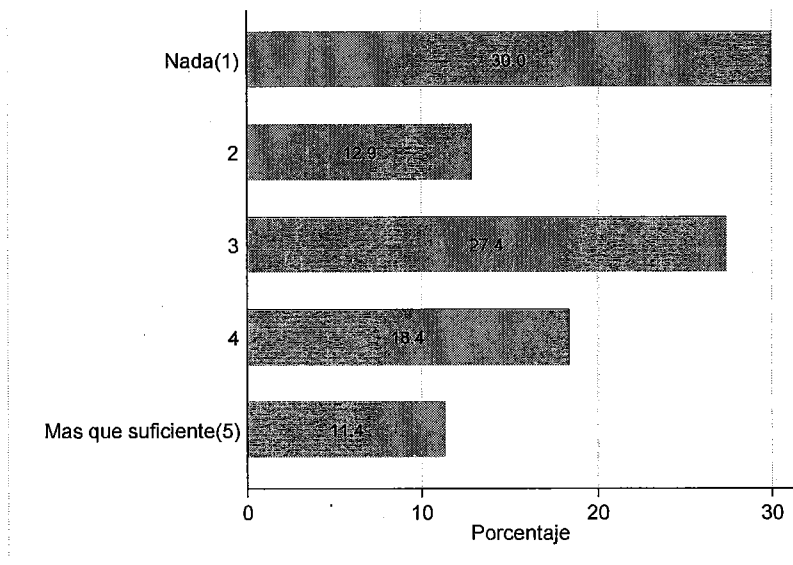 Nada(1)
30.0
2
12.9
3
27.4
4
18.4
Mas que suficiente(5)
11.4
0 10 20 30
Porcentaje